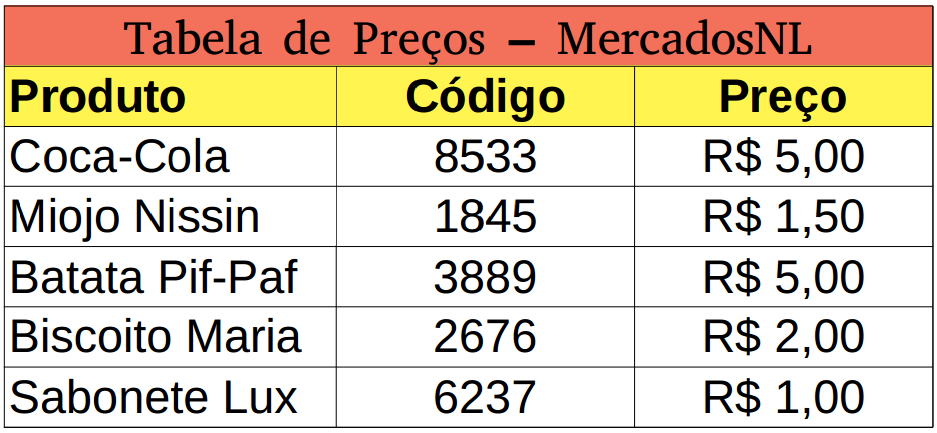 Tabela de Preços – MercadosNL
Produto Código Preço
Coca-Cola 8533 R$ 5,00
Miojo Nissin 1845 R$ 1,50
Batata Pif-Paf 3889 R$ 5,00
Biscoito Maria 2676 R$ 2,00
Sabonete Lux 6237 R$ 1,00